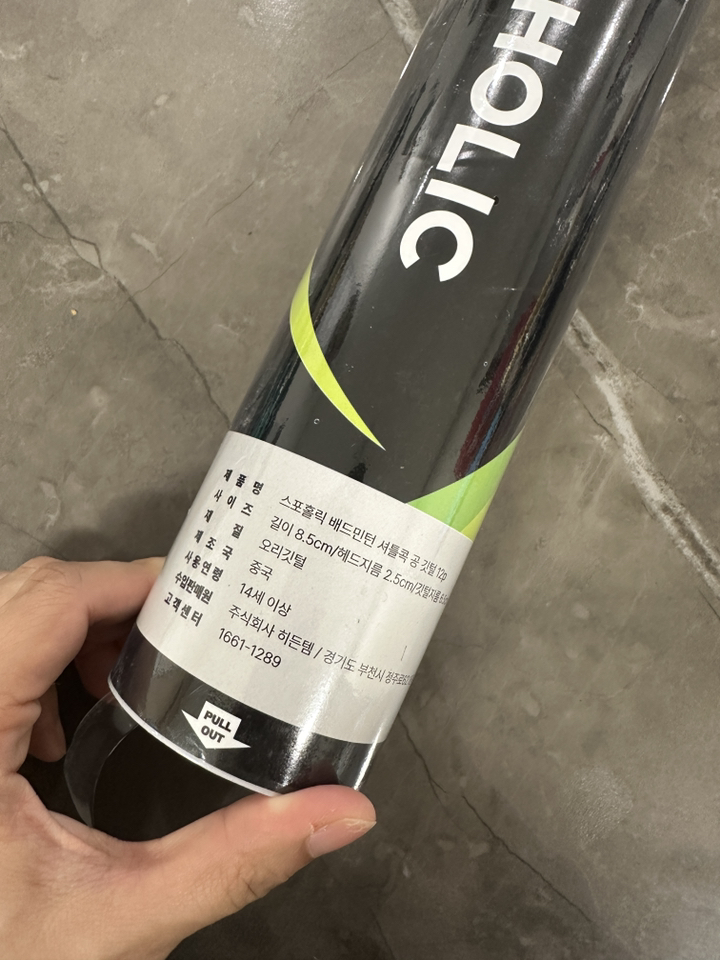 HOLIC
제품명 스포홀릭 배드민턴 셔틀콕 공 깃털 12p
사이즈 길이 8.5cm/헤드지름 2.5cm/깃털지름
재질 오리깃털
제조국 중국
사용연령 14세 이상
수입판매원 주식회사 히든템 / 경기도 부천시
고객센터 1661-1289
PULL
OUT